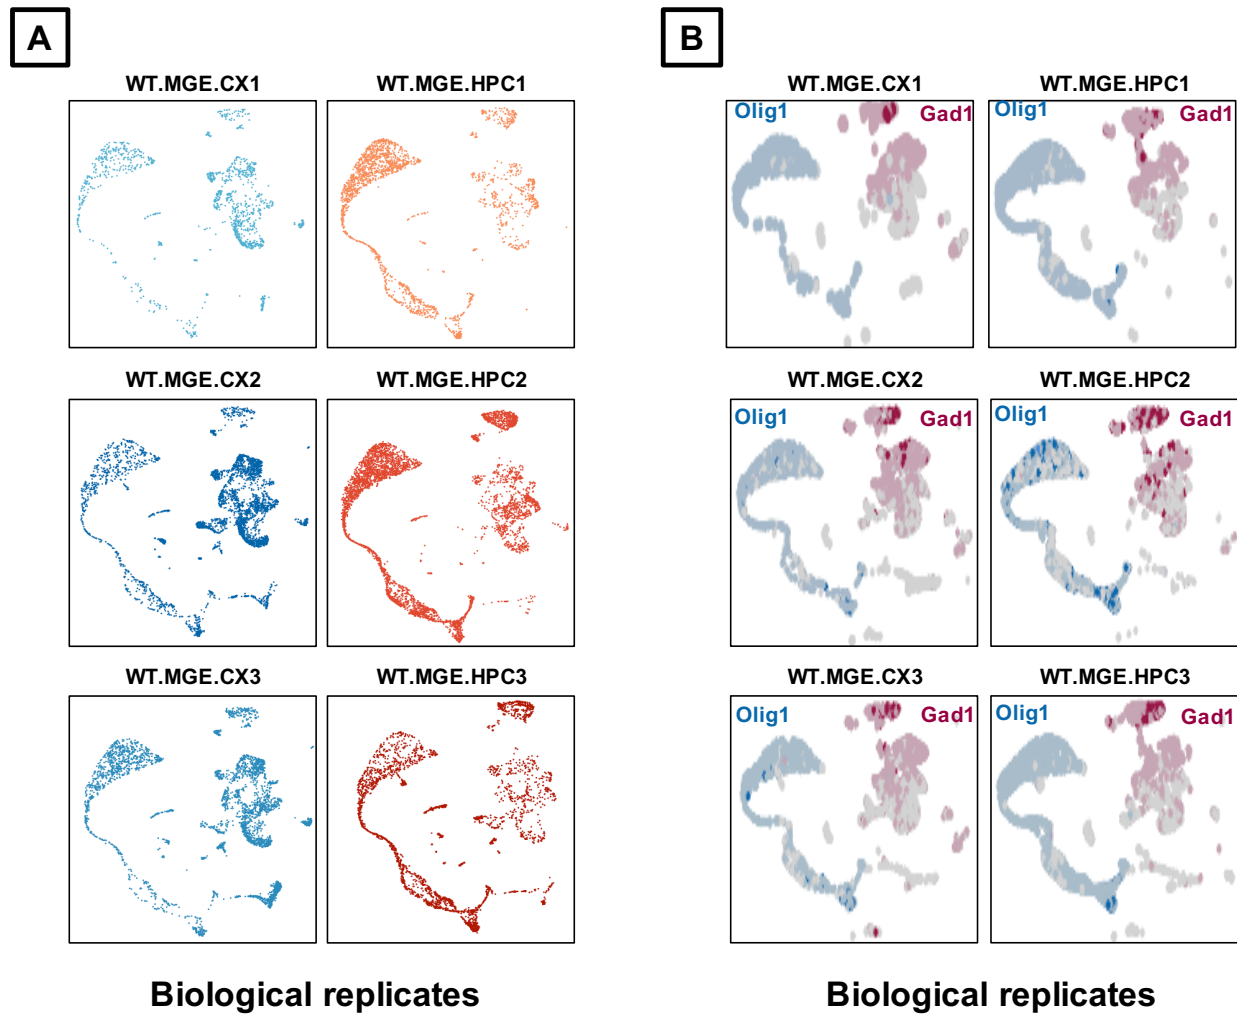 A
B
WT.MGE.CX1
WT.MGE.HPC1
WT.MGE.CX1
WT.MGE.HPC1
Olig1
Gad1
Olig1
Gad1
WT.MGE.CX2
WT.MGE.HPC2
WT.MGE.CX2
WT.MGE.HPC2
Olig1
Gad1
Olig1
Gad1
WT.MGE.CX3
WT.MGE.HPC3
WT.MGE.CX3
WT.MGE.HPC3
Olig1
Gad1
Olig1
Gad1
Biological replicates
Biological replicates